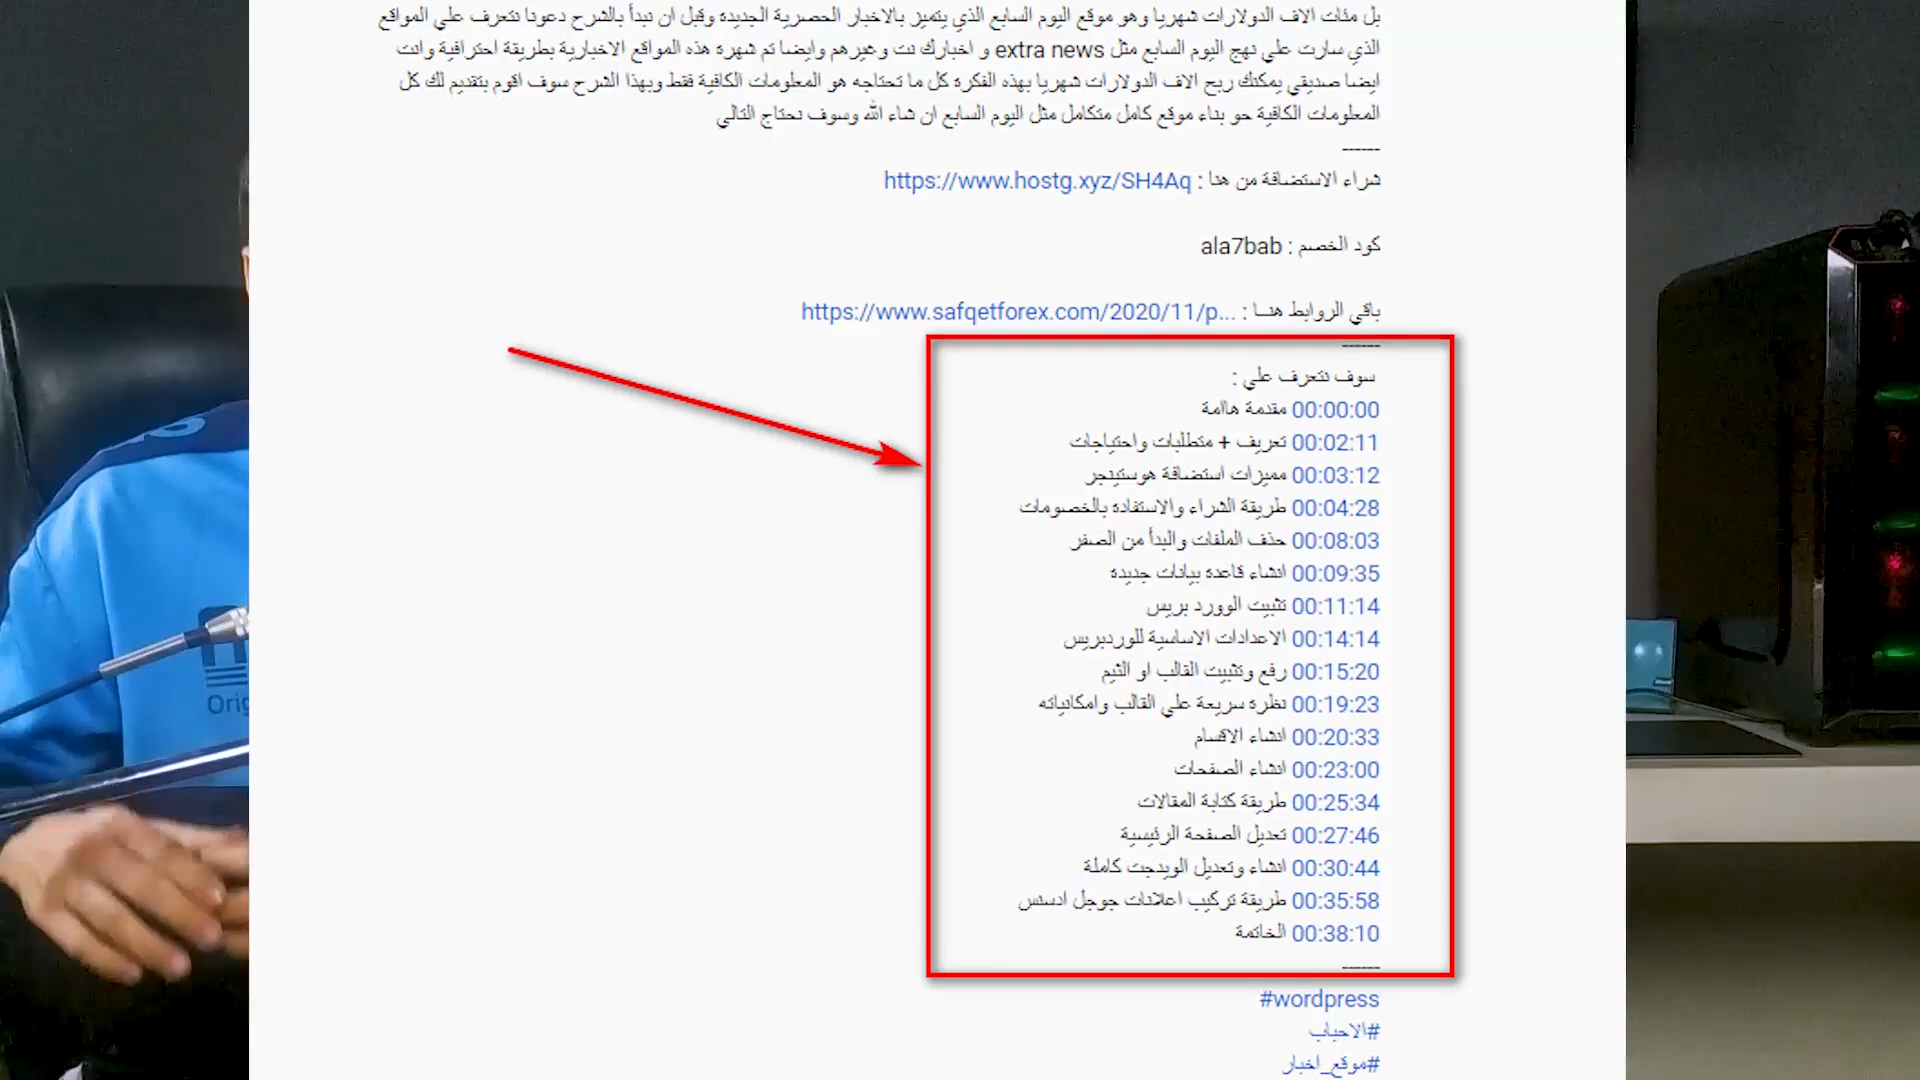 بل مئات الاف الدولارات شهريا وهو موقع اليوم السابع الذي يتميز بالاخبار الحصرية الجديده وقبل ان نبدأ بالشرح دعونا نتعرف علي المواقع
الذي سارت علي نهج اليوم السابع مثل extra news و اخبارك نت وغيرهم وايضا تم شهرة هذه المواقع الاخبارية بطريقة احترافية وانت
ايضا صديقي يمكنك ربح الاف الدولارات شهريا بهذه الفكره كل ما تحتاجه هو المعلومات الكافية فقط وبهذا الشرح سوف اقوم بتقديم لك كل
المعلومات الكافية حو بناء موقع كامل متكامل مثل اليوم السابع ان شاء الله وسوف نحتاج التالي
------
شراء الاستضافة من هنا : https://www.hostg.xyz/SH4Aq
كود الخصم : ala7bab
باقي الروابط هنـا : https://www.safqetforex.com/2020/11/p...
------
سوف نتعرف علي :
00:00:00 مقدمة هاامة
00:02:11 تعريف + متطلبات واحتياجات
00:03:12 مميزات استضافة هوستينجر
00:04:28 طريقة الشراء والاستفاده بالخصومات
00:08:03 حذف الملفات والبدأ من الصفر
00:09:35 انشاء قاعده بيانات جديده
00:11:14 تثبيت الوورد بريس
00:14:14 الاعدادات الاساسية للوردبريس
00:15:20 رفع وتثبيت القالب او الثيم
00:19:23 نظره سريعة علي القالب وامكانياته
00:20:33 انشاء الاقسام
00:23:00 انشاء الصفحات
00:25:34 طريقة كتابة المقالات
00:27:46 تعديل الصفحة الرئيسية
00:30:44 انشاء وتعديل الويدجت كاملة
00:35:58 طريقة تركيب اعلانات جوجل ادسنس
00:38:10 الخاتمة
------
#wordpress
#الاحباب
#موقع_اخبار